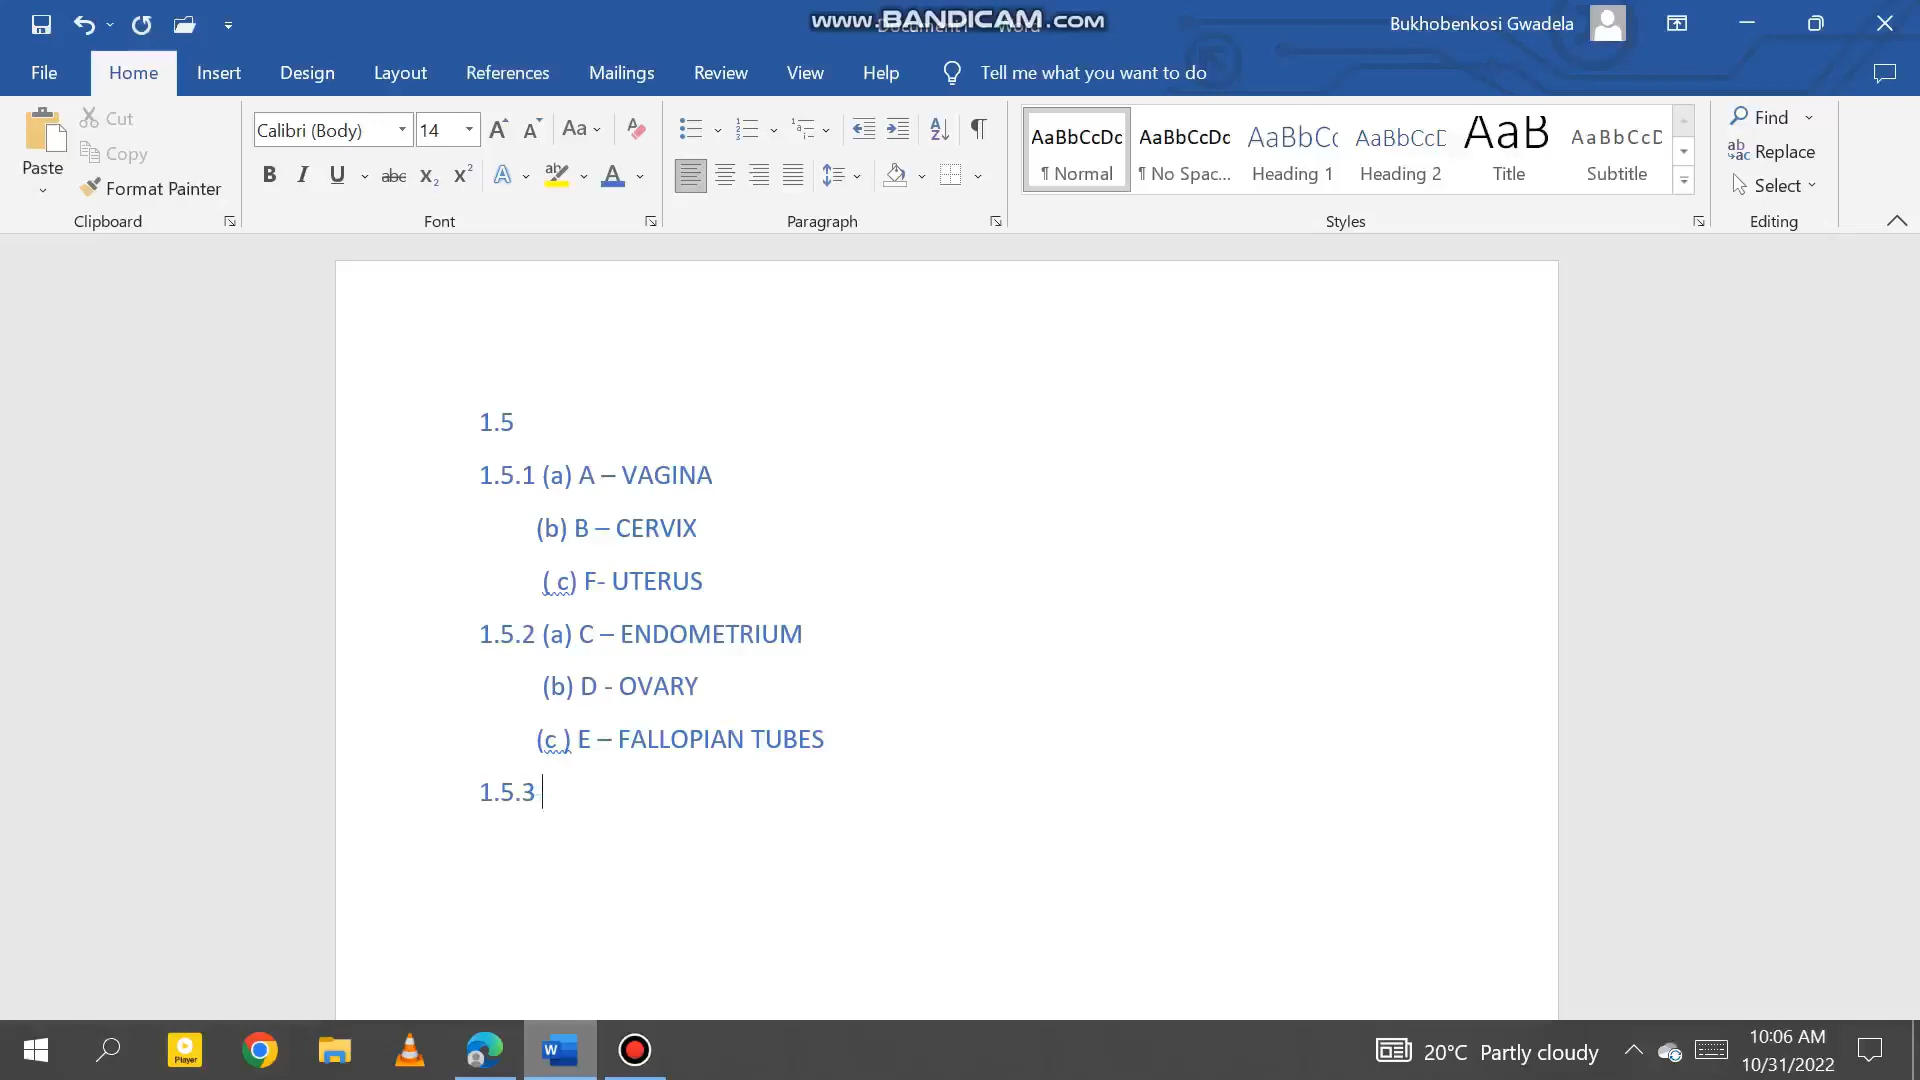 www.BANDICAM.com
Bukhobenkosi Gwadela
File Home Insert Design Layout References Mailings Review View Help Tell me what you want to do
Paste
Cut
Copy
Format Painter
Clipboard
Calibri (Body) 14
Font
Paragraph
AaBbCcDc AaBbCcDc AaBbCc AaBbCcD AaB AaBbCcD
¶ Normal ¶ No Spac... Heading 1 Heading 2 Title Subtitle
Styles
Find
Replace
Select
Editing
1.5
1.5.1 (a) A – VAGINA
(b) B – CERVIX
( c) F- UTERUS
1.5.2 (a) C – ENDOMETRIUM
(b) D - OVARY
(c ) E – FALLOPIAN TUBES
1.5.3
Player
20°C Partly cloudy
10:06 AM
10/31/2022